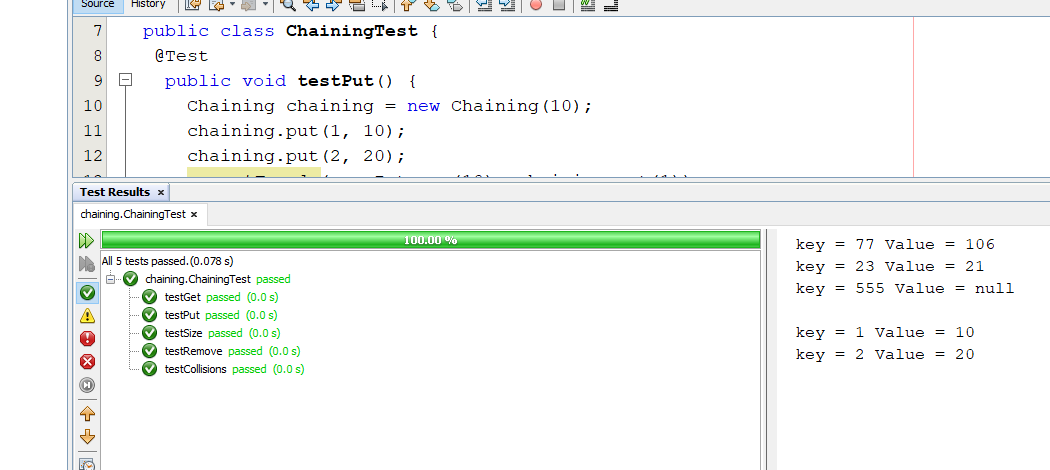 Source History
7 public class ChainingTest {
8 @Test
9 public void testPut() {
10 Chaining chaining = new Chaining(10);
11 chaining.put(1, 10);
12 chaining.put(2, 20);
Test Results ×
chaining.ChainingTest ×
100.00 %
All 5 tests passed.(0.078 s)
chaining.ChainingTest passed
testGet passed (0.0 s)
testPut passed (0.0 s)
testSize passed (0.0 s)
testRemove passed (0.0 s)
testCollisions passed (0.0 s)
key = 77 Value = 106
key = 23 Value = 21
key = 555 Value = null
key = 1 Value = 10
key = 2 Value = 20